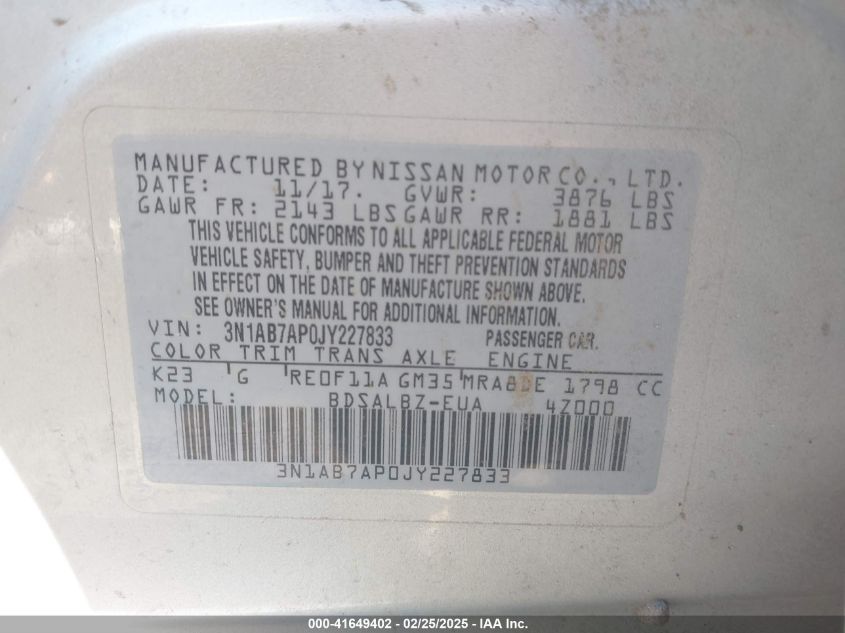 MANUFACTURED BY NISSAN MOTOR CO., LTD.
DATE: 11/17. GVWR: 3876 LBS
GAWR FR: 2143 LBS GAWR RR: 1881 LBS
THIS VEHICLE CONFORMS TO ALL APPLICABLE FEDERAL MOTOR
VEHICLE SAFETY, BUMPER AND THEFT PREVENTION STANDARDS
IN EFFECT ON THE DATE OF MANUFACTURE SHOWN ABOVE.
SEE OWNER'S MANUAL FOR ADDITIONAL INFORMATION.
VIN: 3N1AB7AP0JY227833 PASSENGER CAR.
COLOR TRIM TRANS AXLE ENGINE
K23 G RE0F11A GM35 MRA8DE 1798 CC
MODEL: BDSALBZ-EUA 4Z000
3N1AB7AP0JY227833
000-41649402 - 02/25/2025 - IAA Inc.